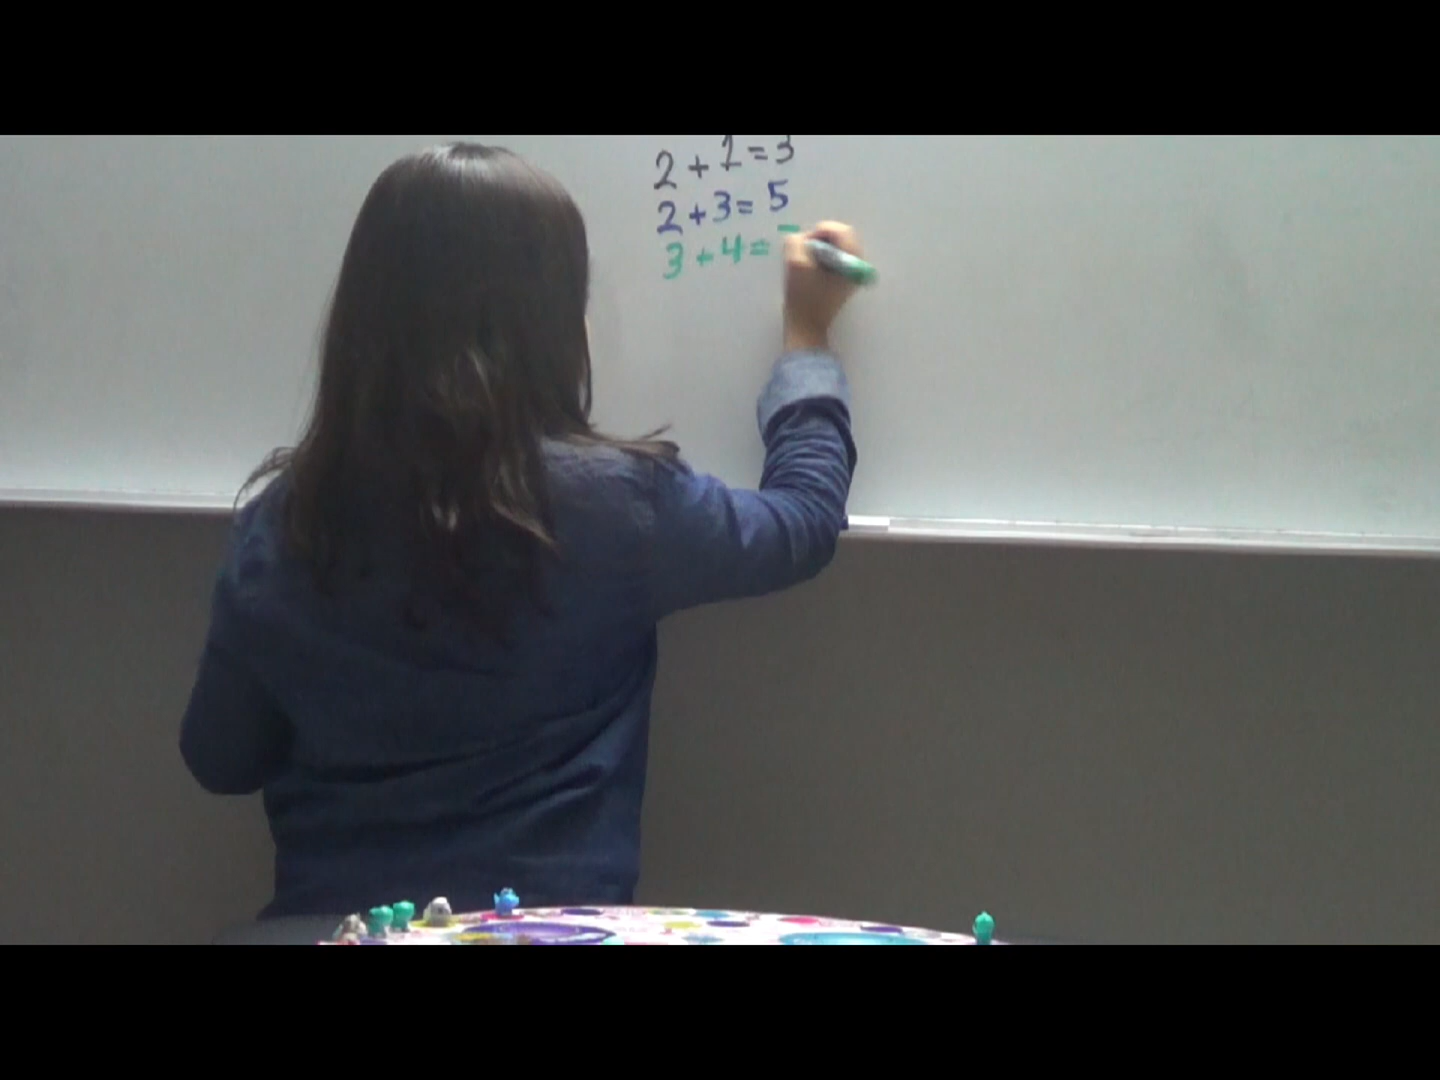 2 + 1 = 3
2 + 3 = 5
3 + 4 =